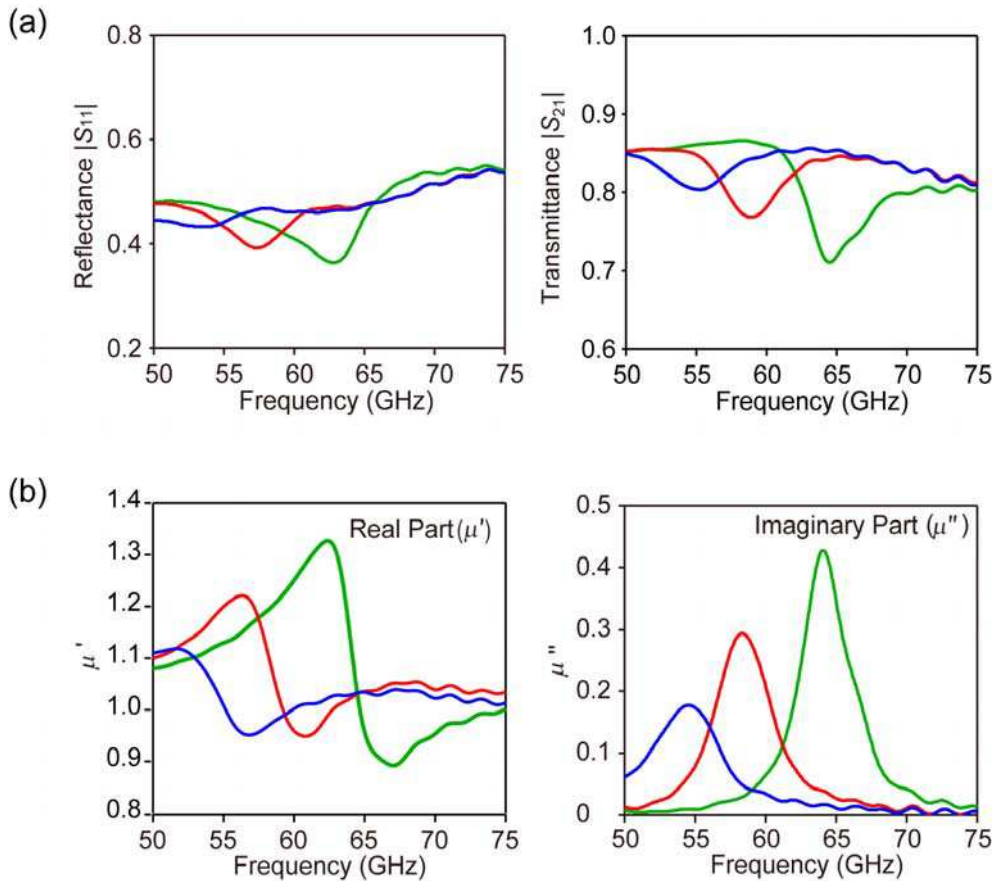 (a)
Reflectance |S₁₁|
0.8
0.6
0.4
0.2
50 55 60 65 70 75
Frequency (GHz)
Transmittance |S₂₁|
1.0
0.9
0.8
0.7
0.6
50 55 60 65 70 75
Frequency (GHz)
(b)
μ'
1.4
1.3
1.2
1.1
1.0
0.9
0.8
Real Part(μ')
50 55 60 65 70 75
Frequency (GHz)
μ"
0.5
0.4
0.3
0.2
0.1
0
Imaginary Part (μ")
50 55 60 65 70 75
Frequency (GHz)